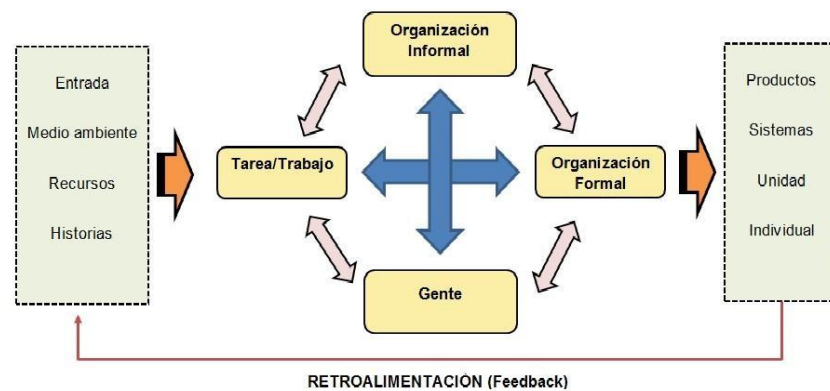 Entrada
Medio ambiente
Recursos
Historias
Organización
Informal
Tarea/Trabajo
Organización
Formal
Gente
Productos
Sistemas
Unidad
Individual
RETROALIMENTACIÓN (Feedback)